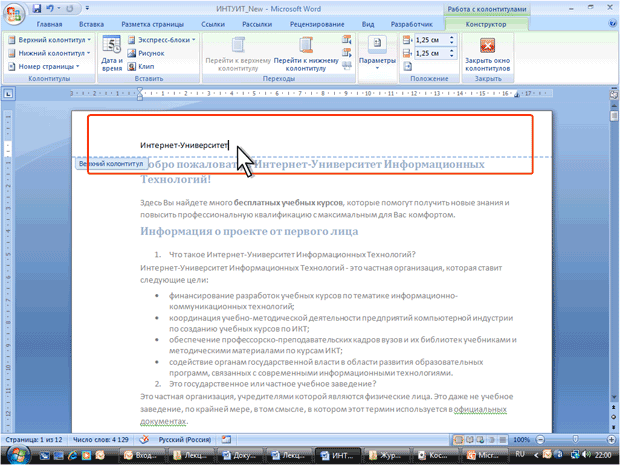 ИНТУИТ_New - Microsoft Word
Работа с колонтитулами
Главная Вставка Разметка страницы Ссылки Рассылки Рецензирование Вид Разработчик Конструктор
Верхний колонтитул
Нижний колонтитул
Номер страницы
Колонтитулы
Дата и время
Экспресс-блоки
Рисунок
Клип
Вставить
Перейти к верхнему колонтитулу
Перейти к нижнему колонтитулу
Переходы
Параметры
1,25 см
1,25 см
Положение
Закрыть окно колонтитулов
Закрыть
Интернет-Университет
Верхний колонтитул
обро пожаловать Интернет-Университет Информационных
Технологий!
Здесь Вы найдете много бесплатных учебных курсов, которые помогут получить новые знания и
повысить профессиональную квалификацию с максимальным для Вас комфортом.
Информация о проекте от первого лица
1. Что такое Интернет-Университет Информационных Технологий?
Интернет-Университет Информационных Технологий - это частная организация, которая ставит
следующие цели:
• финансирование разработок учебных курсов по тематике информационно-
коммуникационных технологий;
• координация учебно-методической деятельности предприятий компьютерной индустрии
по созданию учебных курсов по ИКТ;
• обеспечение профессорско-преподавательских кадров вузов и их библиотек учебниками и
методическими материалами по курсам ИКТ;
• содействие органам государственной власти в области развития образовательных
программ, связанных с современными информационными технологиями.
2. Это государственное или частное учебное заведение?
Это частная организация, учредителями которой являются физические лица. Это даже не учебное
заведение, по крайней мере, в том смысле, в котором этот термин используется в официальных
документах.
Страница: 1 из 12 Число слов: 4 129 Русский (Россия) 100%
Вход... Лекц... Доку... Лекц... ИНТ... Жур... Кос... Micr... RU 22:00